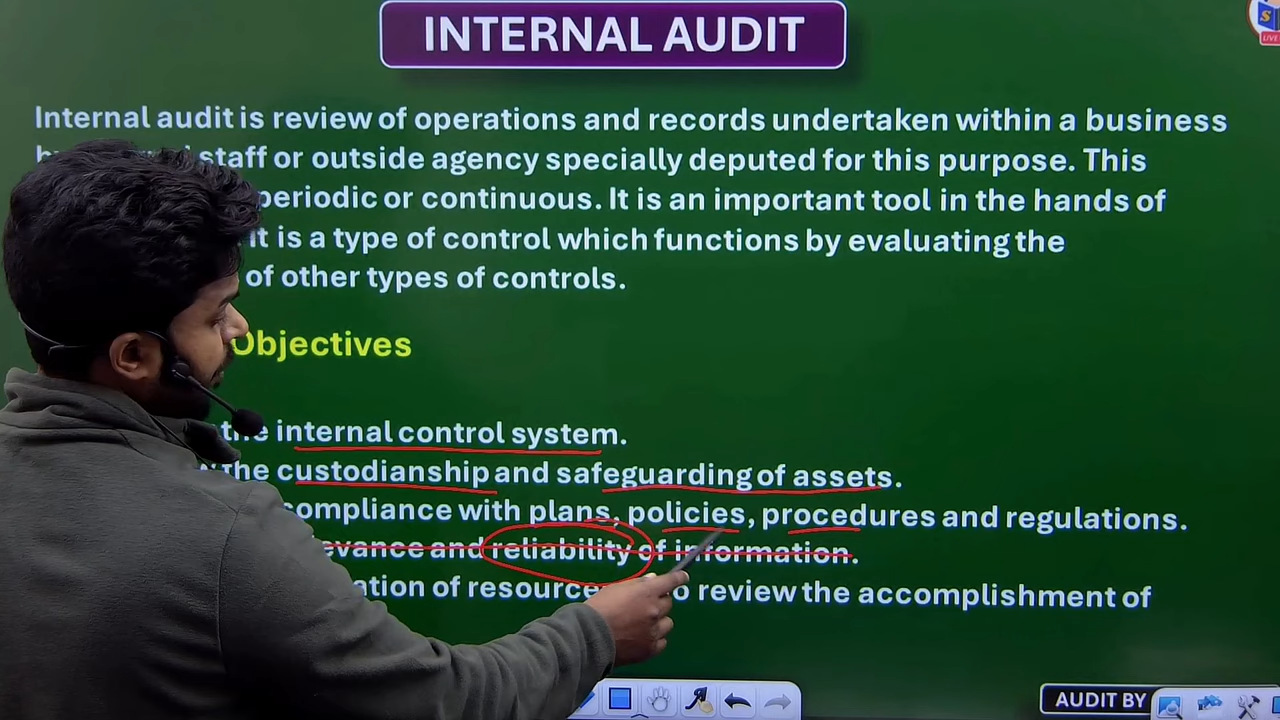 INTERNAL AUDIT
LIVE
Internal audit is review of operations and records undertaken within a business
staff or outside agency specially deputed for this purpose. This
periodic or continuous. It is an important tool in the hands of
It is a type of control which functions by evaluating the
of other types of controls.
Objectives
the internal control system.
the custodianship and safeguarding of assets.
compliance with plans, policies, procedures and regulations.
and reliability of information.
of review the accomplishment of
AUDIT BY